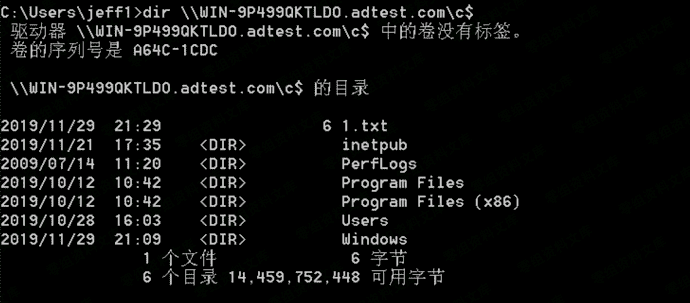 C:\Users\jeff1>dir \\WIN-9P499QKTLDO.adtest.com\c$
驱动器 \\WIN-9P499QKTLDO.adtest.com\c$ 中的卷没有标签。
卷的序列号是 A64C-1CDC
\\WIN-9P499QKTLDO.adtest.com\c$ 的目录
2019/11/29  21:29                 6 1.txt
2019/11/21  17:35    <DIR>          inetpub
2009/07/14  11:20    <DIR>          PerfLogs
2019/10/12  10:42    <DIR>          Program Files
2019/10/12  10:42    <DIR>          Program Files (x86)
2019/10/28  16:03    <DIR>          Users
2019/11/29  21:09    <DIR>          Windows
1 个文件              6 字节
6 个目录 14,459,752,448 可用字节